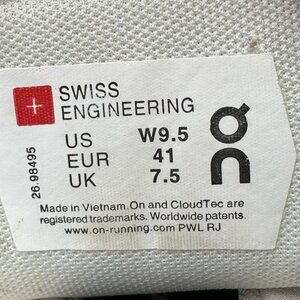 SWISS
ENGINEERING
US W9.5
EUR 41
UK 7.5
26.98495
Made in Vietnam. On and CloudTec are
registered trademarks. Worldwide patents.
www.on-running.com PWL RJ